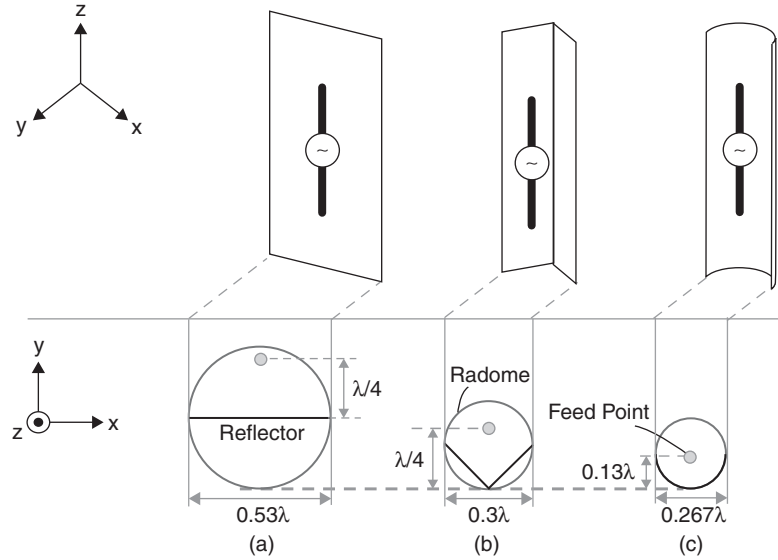 z
y
x
~
~
~
y
z
x
λ/4
Reflector
0.53λ
(a)
Radome
λ/4
0.3λ
(b)
Feed Point
0.13λ
0.267λ
(c)